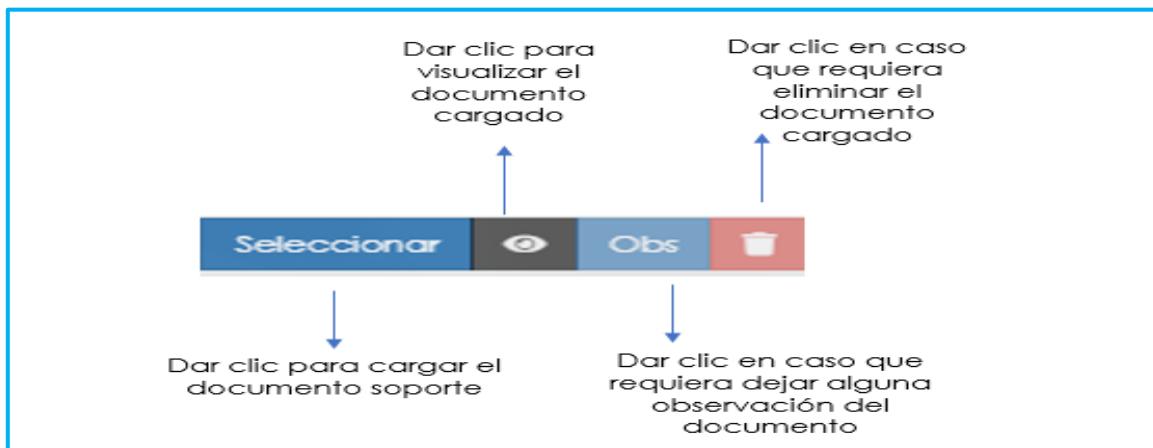 Dar clic para
visualizar el
documento
cargado
Dar clic en caso
que requiera
eliminar el
documento
cargado
Seleccionar
Obs
Dar clic para cargar el
documento soporte
Dar clic en caso que
requiera dejar alguna
observación del
documento